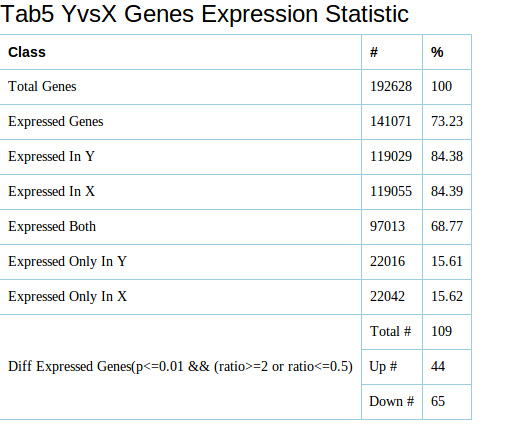 Tab5 YvsX Genes Expression Statistic
Class # %
Total Genes 192628 100
Expressed Genes 141071 73.23
Expressed In Y 119029 84.38
Expressed In X 119055 84.39
Expressed Both 97013 68.77
Expressed Only In Y 22016 15.61
Expressed Only In X 22042 15.62
Total # 109
Diff Expressed Genes(p<=0.01 && (ratio>=2 or ratio<=0.5) Up # 44
Down # 65